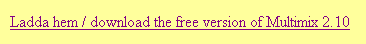 Ladda hem / download the free version of Multimix 2.10